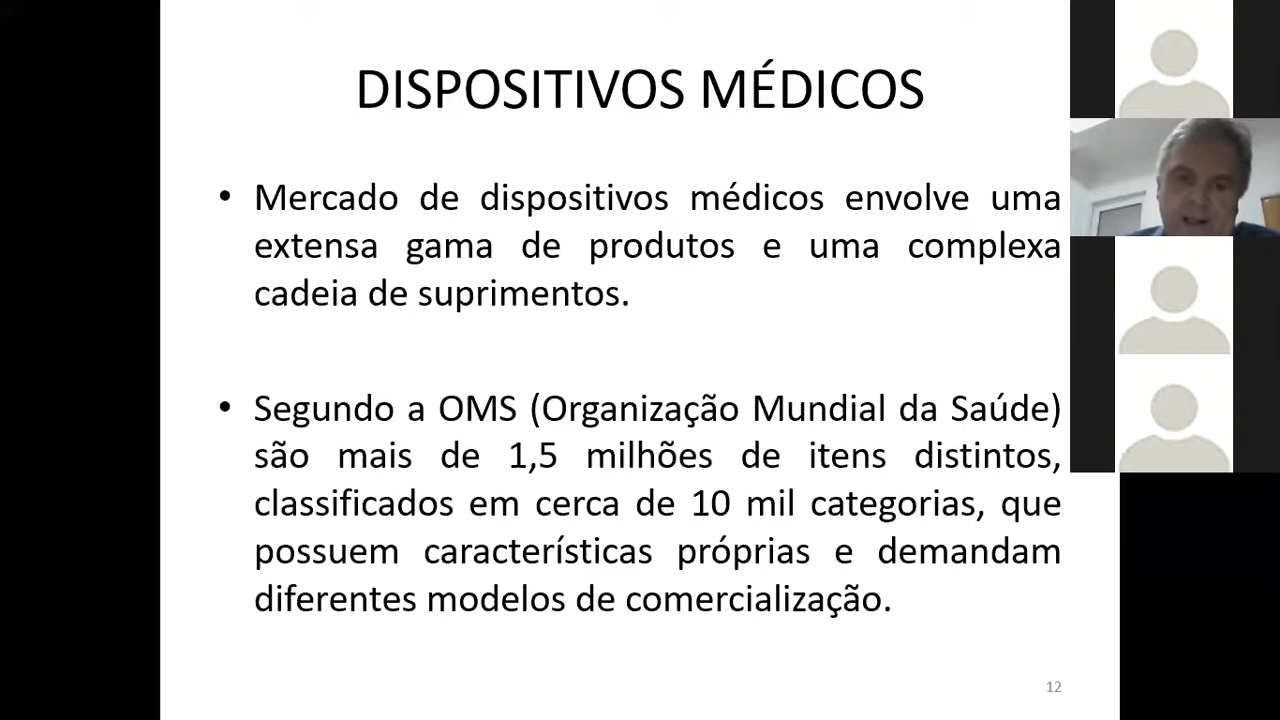 DISPOSITIVOS MÉDICOS
• Mercado de dispositivos médicos envolve uma
extensa gama de produtos e uma complexa
cadeia de suprimentos.
• Segundo a OMS (Organização Mundial da Saúde)
são mais de 1,5 milhões de itens distintos,
classificados em cerca de 10 mil categorias, que
possuem características próprias e demandam
diferentes modelos de comercialização.
12